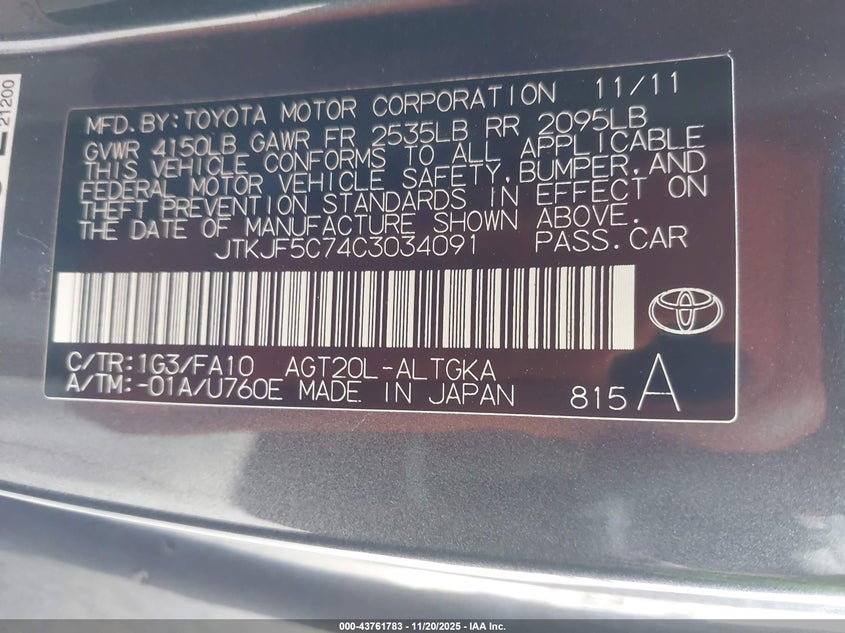 21200
MFD.BY:TOYOTA MOTOR CORPORATION 11/11
GVWR 4150LB GAWR FR 2535LB RR 2095LB
THIS VEHICLE CONFORMS TO ALL APPLICABLE
FEDERAL MOTOR VEHICLE SAFETY,BUMPER,AND
THEFT PREVENTION STANDARDS IN EFFECT ON
THE DATE OF MANUFACTURE SHOWN ABOVE.
JTKJF5C74C3034091 PASS.CAR
C/TR:1G3/FA10 AGT20L-ALTGKA
A/TM:-01A/U760E MADE IN JAPAN 815 A
000-43761783 - 11/20/2025 - IAA Inc.